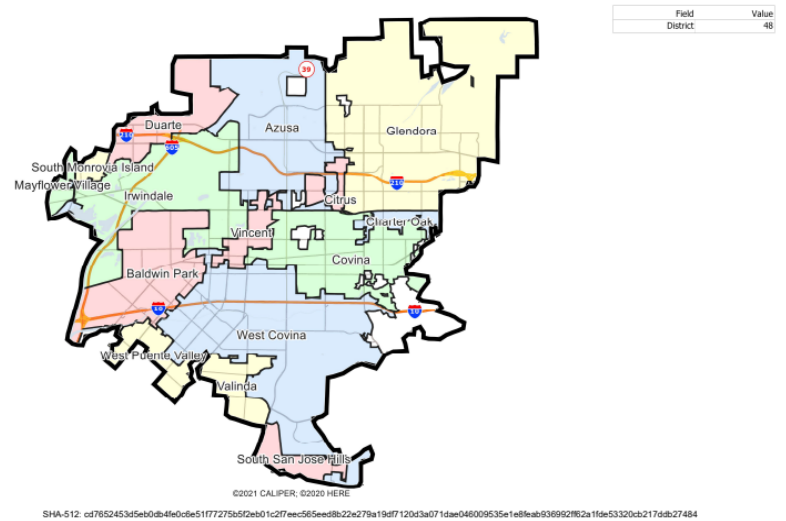 Field Value
District 48
39
Duarte
Azusa
Glendora
210
605
South Monrovia Island
Mayflower Village
Irwindale
210
Citrus
Vincent
Charter Oak
Covina
Baldwin Park
10
10
West Covina
West Puente Valley
Valinda
South San Jose Hills
©2021 CALIPER; ©2020 HERE
SHA-512: cd7652453d5eb0db4fe0c6e51f77275b5f2eb01c2f7eec565eed8b22e279a19df7120d3a071dae046009535e1e8feab936992ff62a1fde53320cb217ddb27484